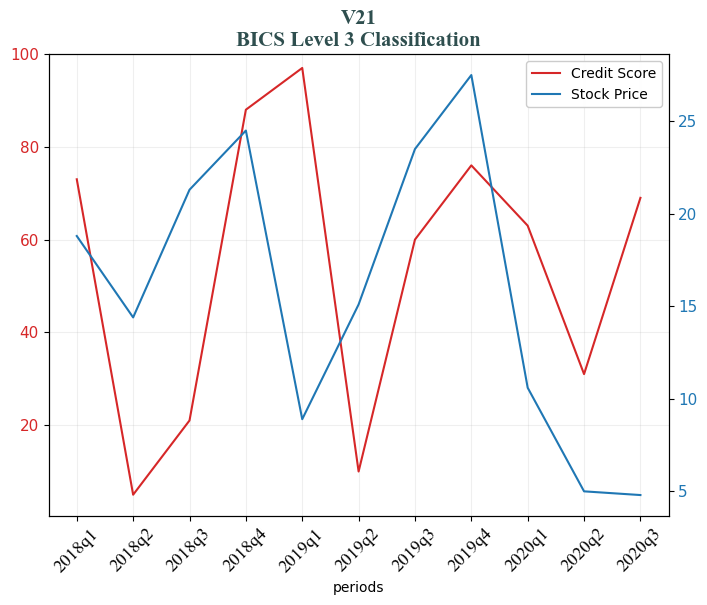 V21
BICS Level 3 Classification
Credit Score
Stock Price
100
80
60
40
20
25
20
15
10
5
2018q1
2018q2
2018q3
2018q4
2019q1
2019q2
2019q3
2019q4
2020q1
2020q2
2020q3
periods